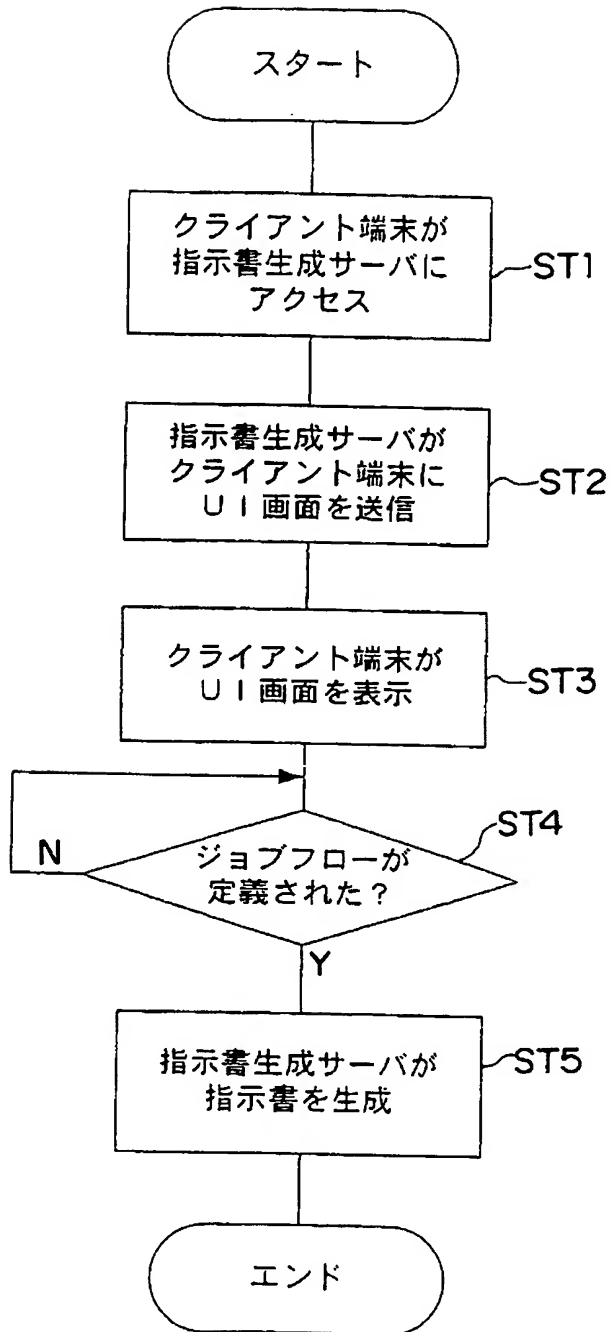 スタート
クライアント端末が
指示書生成サーバに
アクセス
ST1
指示書生成サーバが
クライアント端末に
UI画面を送信
ST2
クライアント端末が
UI画面を表示
ST3
ST4
N
ジョブフローが
定義された?
Y
指示書生成サーバが
指示書を生成
ST5
エンド